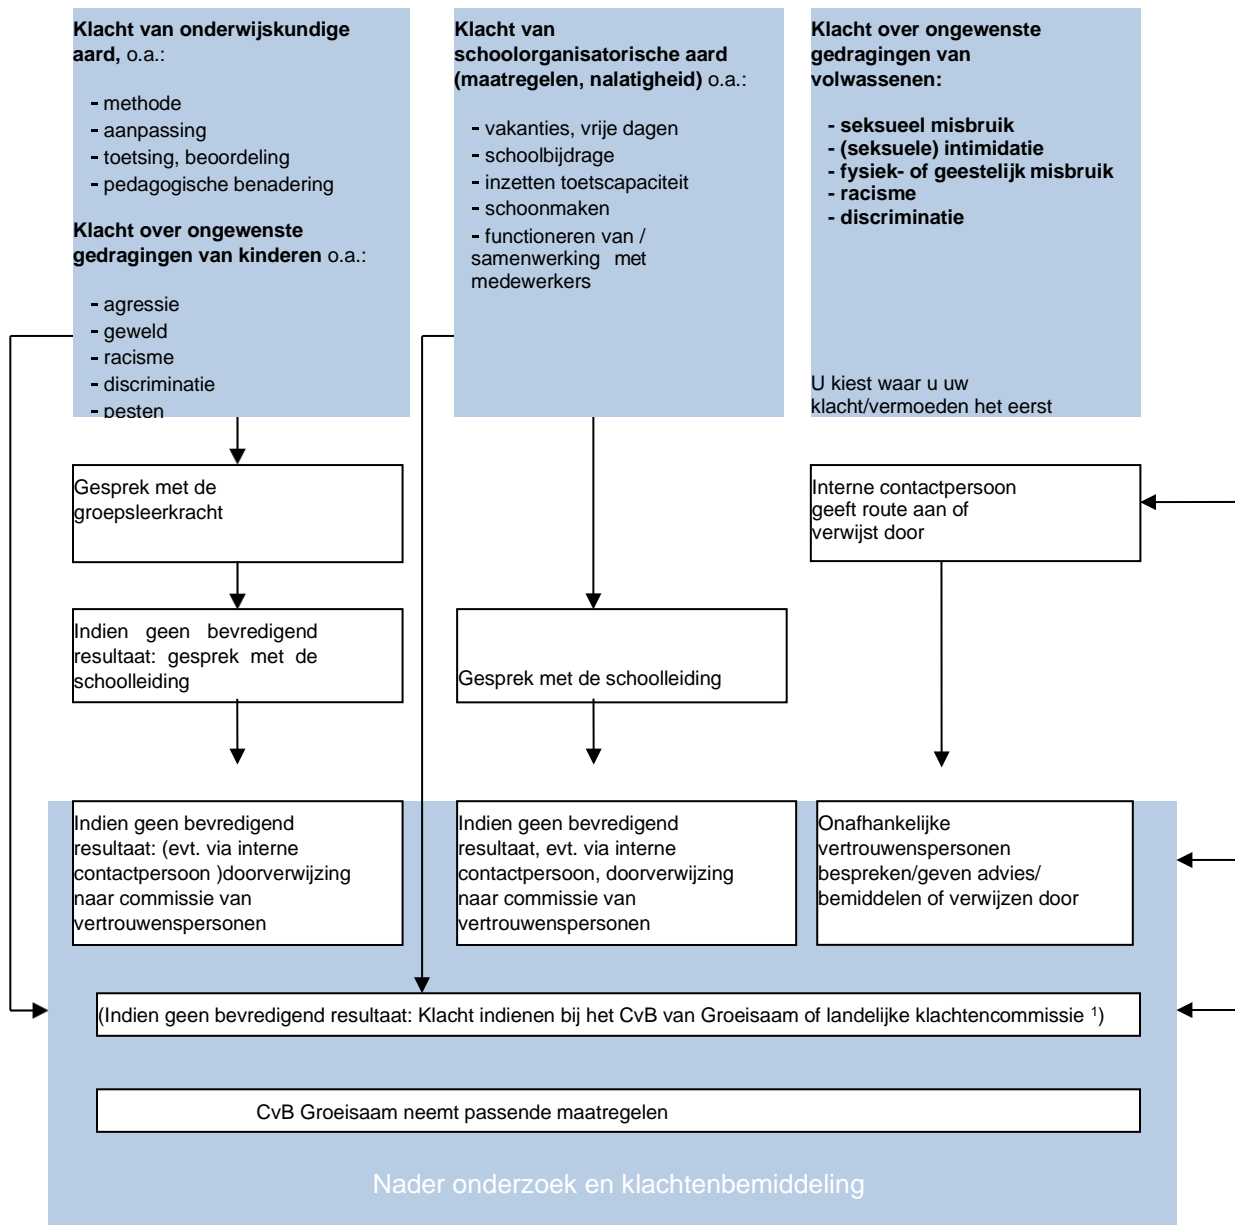 Klacht van onderwijskundige
aard, o.a.:
- methode
- aanpassing
- toetsing, beoordeling
- pedagogische benadering
Klacht over ongewenste
gedragingen van kinderen o.a.:
- agressie
- geweld
- racisme
- discriminatie
- pesten
Klacht van
schoolorganisatorische aard
(maatregelen, nalatigheid) o.a.:
- vakanties, vrije dagen
- schoolbijdrage
- inzetten toetscapaciteit
- schoonmaken
- functioneren van /
samenwerking met
medewerkers
Klacht over ongewenste
gedragingen van
volwassenen:
- seksueel misbruik
- (seksuele) intimidatie
- fysiek- of geestelijk misbruik
- racisme
- discriminatie
U kiest waar u uw
klacht/vermoeden het eerst
Gesprek met de
groepsleerkracht
Interne contactpersoon
geeft route aan of
verwijst door
Indien geen bevredigend
resultaat: gesprek met de
schoolleiding
Gesprek met de schoolleiding
Indien geen bevredigend
resultaat: (evt. via interne
contactpersoon )doorverwijzing
naar commissie van
vertrouwenspersonen
Indien geen bevredigend
resultaat, evt. via interne
contactpersoon, doorverwijzing
naar commissie van
vertrouwenspersonen
Onafhankelijke
vertrouwenspersonen
bespreken/geven advies/
bemiddelen of verwijzen door
(Indien geen bevredigend resultaat: Klacht indienen bij het CvB van Groeisaam of landelijke klachtencommissie ¹)
CvB Groeisaam neemt passende maatregelen
Nader onderzoek en klachtenbemiddeling